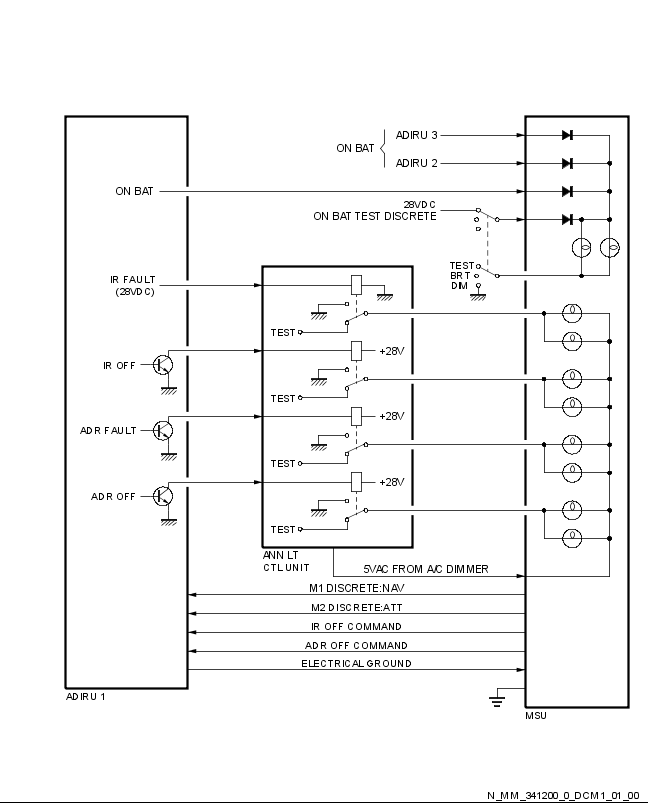 ADIRU 3
ON BAT
ADIRU 2
ON BAT
28VDC
ON BAT TEST DISCRETE
TEST
BRT
DIM
IR FAULT
(28VDC)
TEST
IR OFF
+28V
TEST
ADR FAULT
+28V
TEST
ADR OFF
+28V
TEST
ANN LT
CTL UNIT
5VAC FROM A/C DIMMER
M1 DISCRETE:NAV
M2 DISCRETE:ATT
IR OFF COMMAND
ADR OFF COMMAND
ELECTRICAL GROUND
ADIRU 1
MSU
N_MM_341200_0_DCM1_01_00